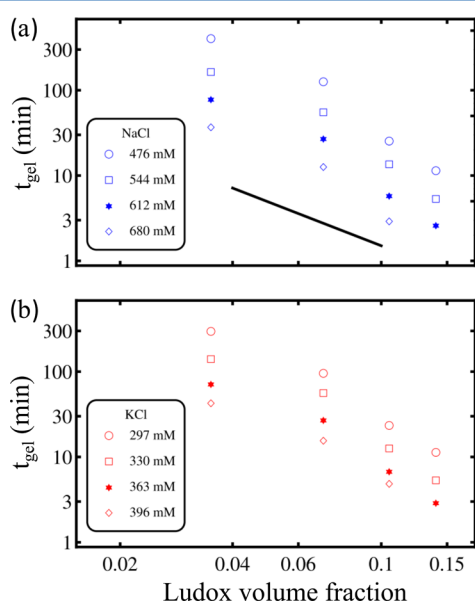 (a)
t_gel (min)
300
100
30
10
3
1
NaCl
476 mM
544 mM
612 mM
680 mM
(b)
t_gel (min)
300
100
30
10
3
1
KCl
297 mM
330 mM
363 mM
396 mM
0.02 0.04 0.06 0.1 0.15
Ludox volume fraction